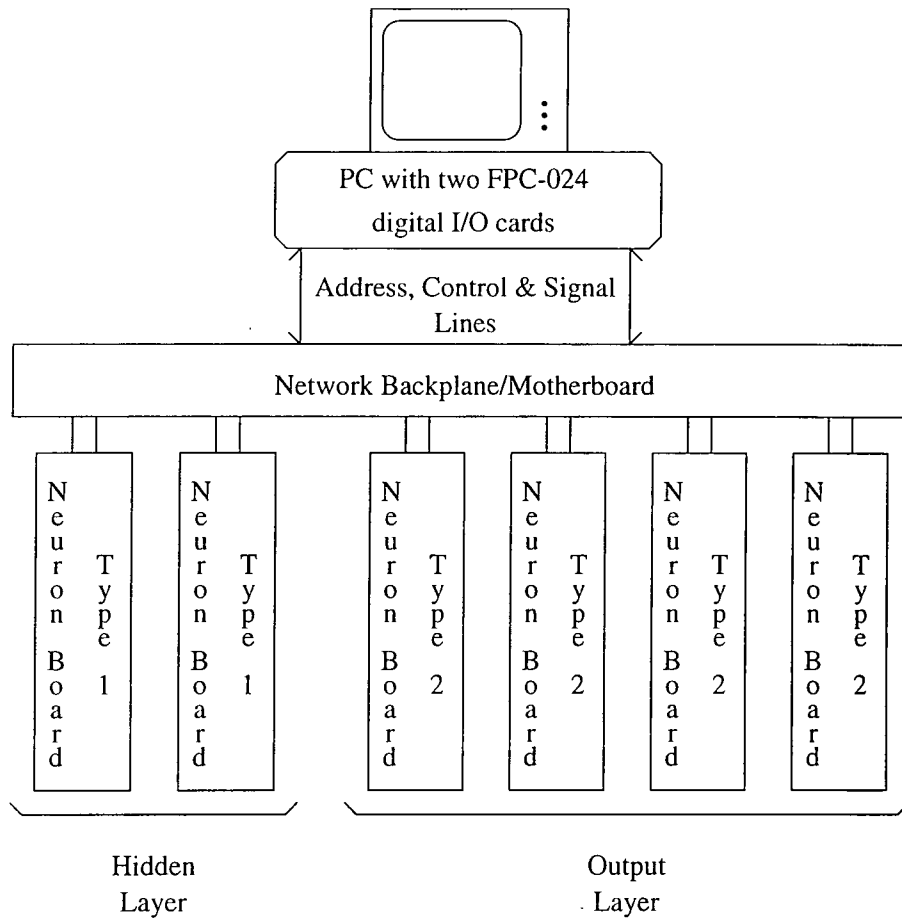 PC with two FPC-024
digital I/O cards
Address, Control & Signal
Lines
Network Backplane/Motherboard
Neuron Board
Type 1
Neuron Board
Type 1
Neuron Board
Type 2
Neuron Board
Type 2
Neuron Board
Type 2
Neuron Board
Type 2
Hidden
Layer
Output
Layer